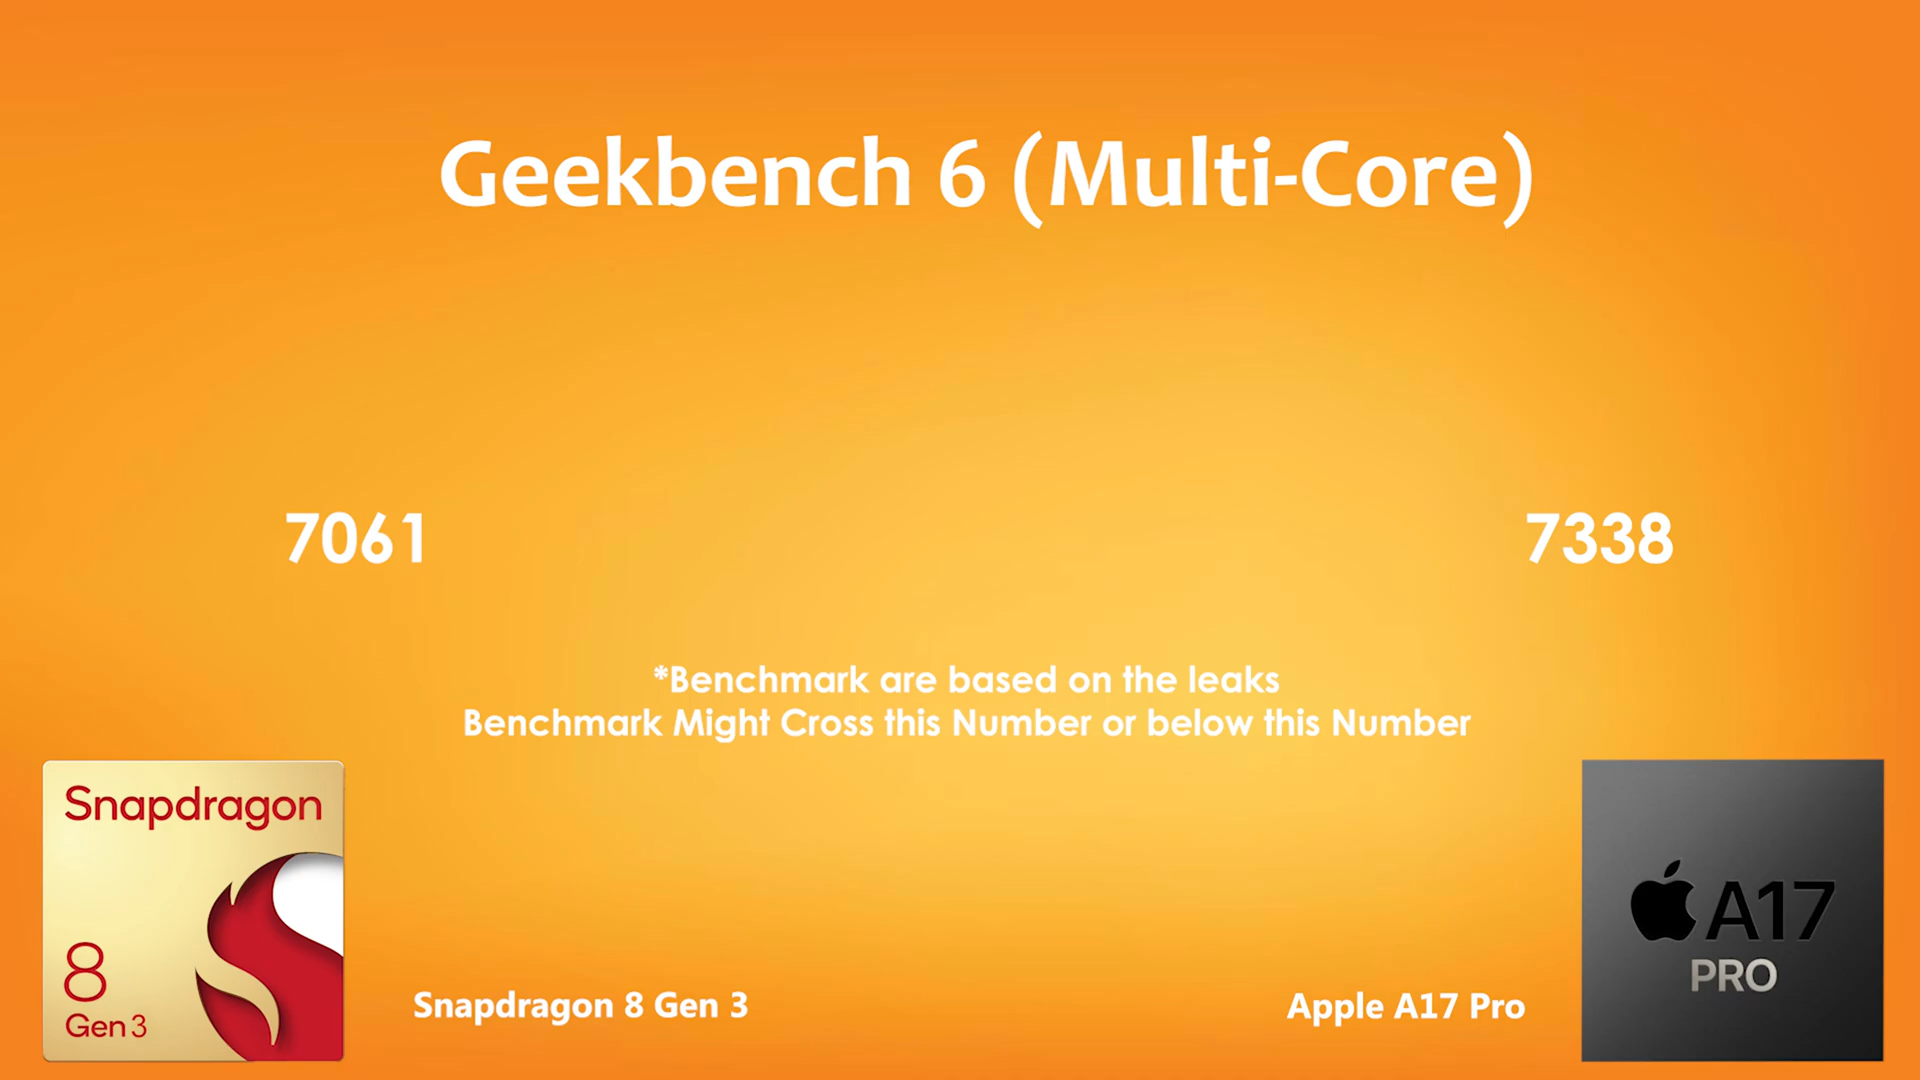 Geekbench 6 (Multi-Core)
7061
7338
*Benchmark are based on the leaks
Benchmark Might Cross this Number or below this Number
Snapdragon
8
Gen 3
Snapdragon 8 Gen 3
Apple A17 Pro
A17
PRO